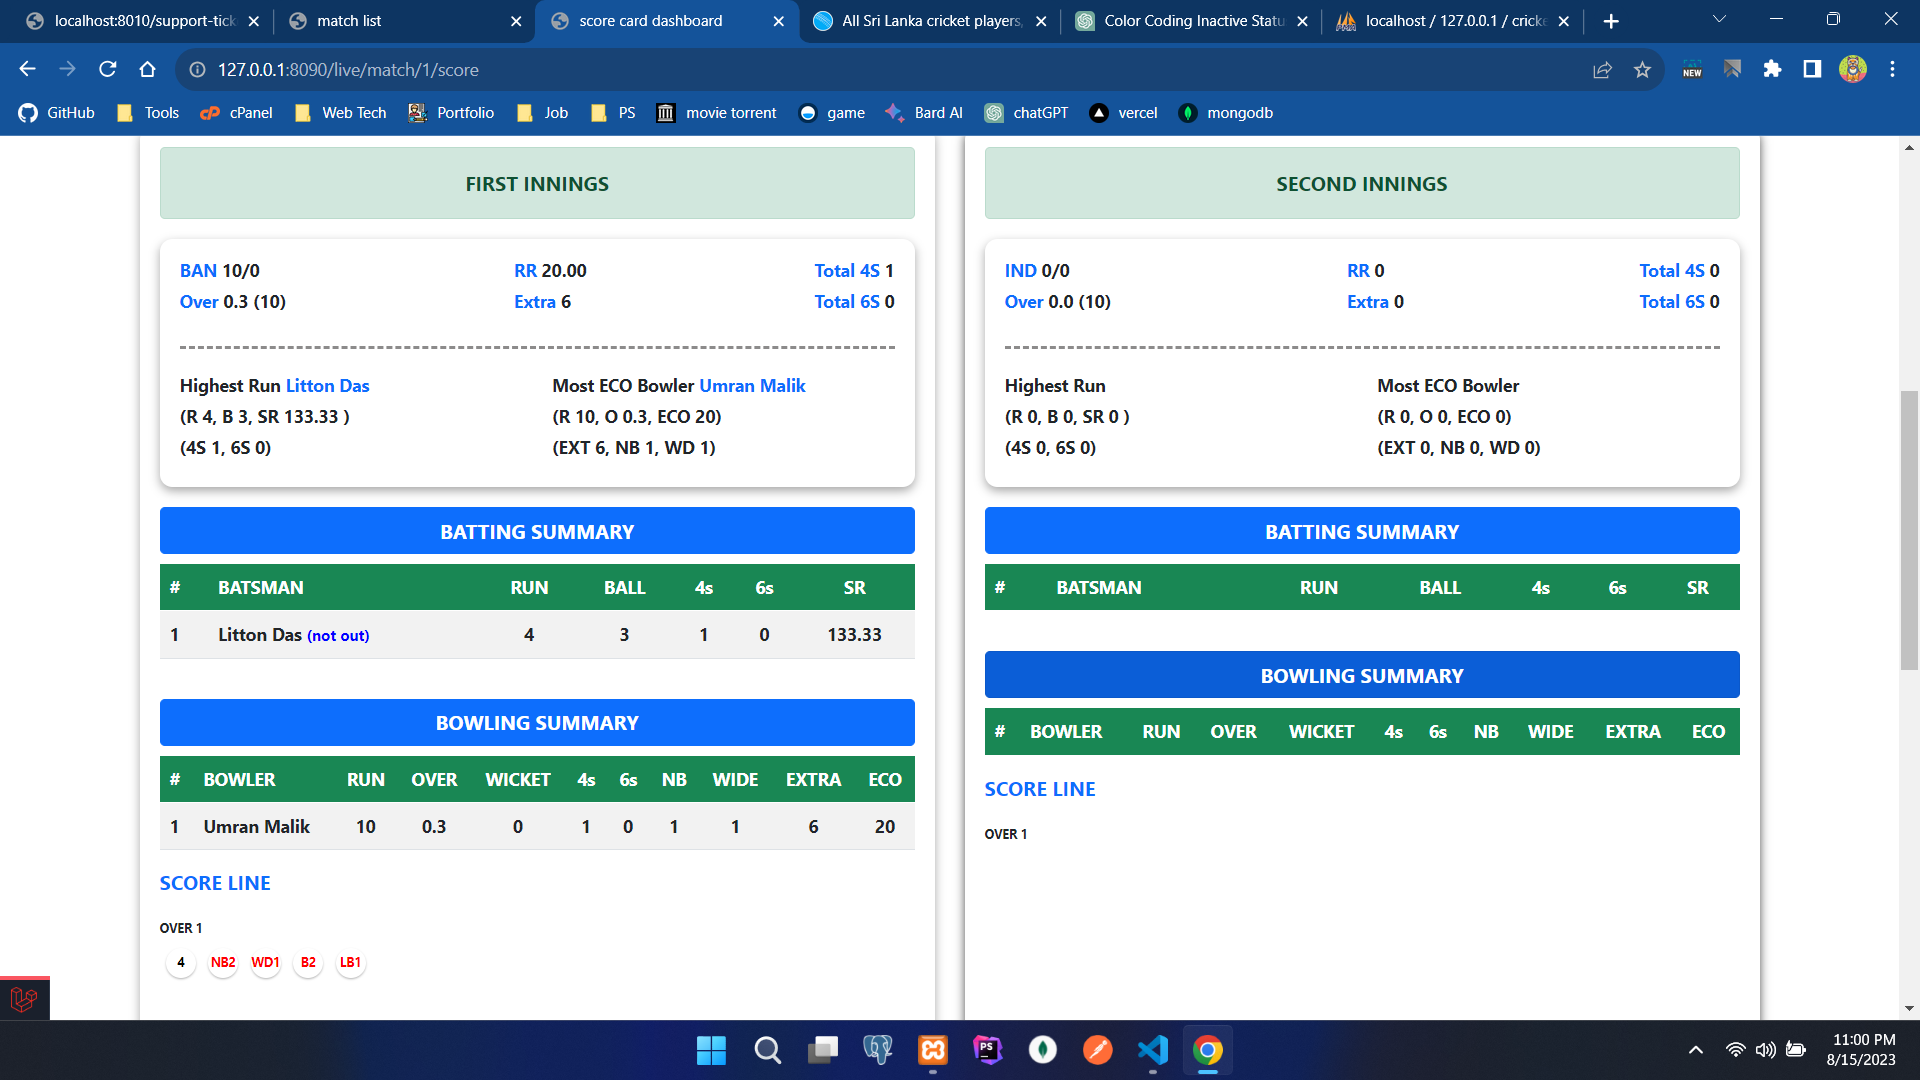 localhost:8010/support-tick
match list
score card dashboard
All Sri Lanka cricket players,
Color Coding Inactive Statu
localhost / 127.0.0.1 / cricke
127.0.0.1:8090/live/match/1/score
NEW
GitHub
Tools
cPanel
Web Tech
Portfolio
Job
PS
movie torrent
game
Bard AI
chatGPT
vercel
mongodb
FIRST INNINGS
BAN 10/0 RR 20.00 Total 4S 1
Over 0.3 (10) Extra 6 Total 6S 0
Highest Run Litton Das Most ECO Bowler Umran Malik
(R 4, B 3, SR 133.33 ) (R 10, O 0.3, ECO 20)
(4S 1, 6S 0) (EXT 6, NB 1, WD 1)
BATTING SUMMARY
# BATSMAN RUN BALL 4s 6s SR
1 Litton Das (not out) 4 3 1 0 133.33
BOWLING SUMMARY
# BOWLER RUN OVER WICKET 4s 6s NB WIDE EXTRA ECO
1 Umran Malik 10 0.3 0 1 0 1 1 6 20
SCORE LINE
OVER 1
4 NB2 WD1 B2 LB1
SECOND INNINGS
IND 0/0 RR 0 Total 4S 0
Over 0.0 (10) Extra 0 Total 6S 0
Highest Run Most ECO Bowler
(R 0, B 0, SR 0 ) (R 0, O 0, ECO 0)
(4S 0, 6S 0) (EXT 0, NB 0, WD 0)
BATTING SUMMARY
# BATSMAN RUN BALL 4s 6s SR
BOWLING SUMMARY
# BOWLER RUN OVER WICKET 4s 6s NB WIDE EXTRA ECO
SCORE LINE
OVER 1
PS
11:00 PM
8/15/2023